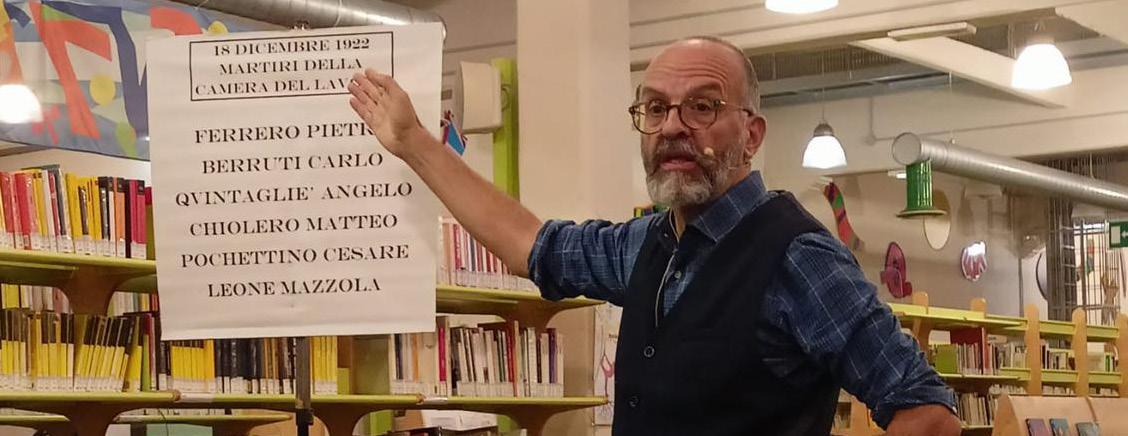 18 DICEMBRE 1922
MARTIRI DELLA
CAMERA DEL
FERRERO
BERRUTI CARLO
QVINTAGLIE' ANGELO
CHIOLERO MATTEO
POCHETTINO CESARE
LEONE MAZZOLA